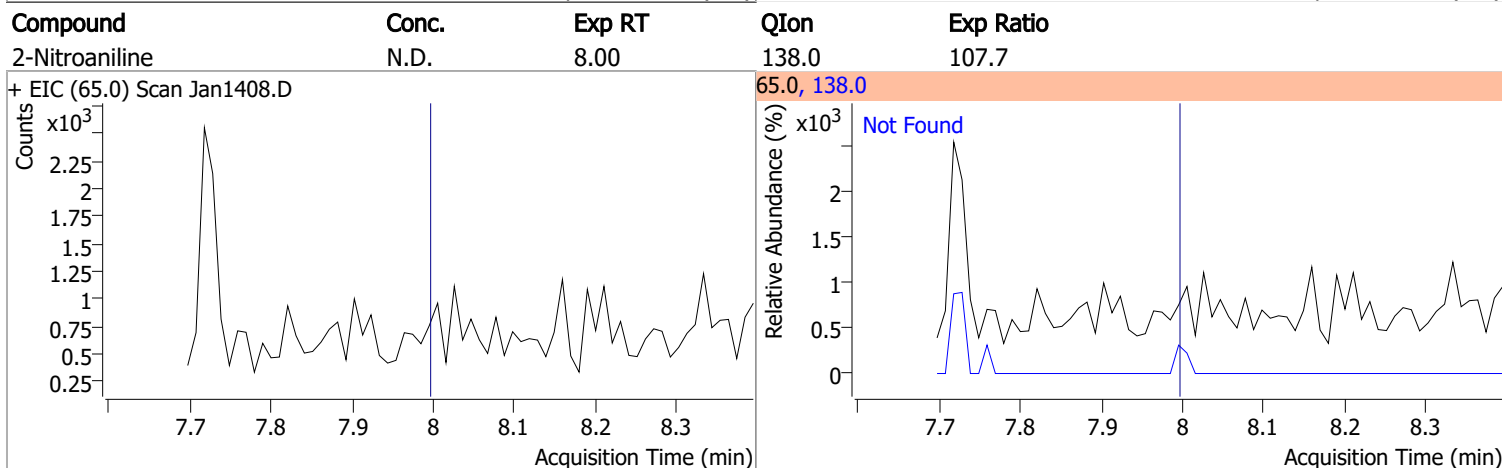 Compound Conc. Exp RT QIon Exp Ratio
2-Nitroaniline N.D. 8.00 138.0 107.7
+ EIC (65.0) Scan Jan1408.D
Counts
x10³
2.25
2
1.75
1.5
1.25
1
0.75
0.5
0.25
7.7 7.8 7.9 8 8.1 8.2 8.3
Acquisition Time (min)
65.0, 138.0
Relative Abundance (%)
x10³
Not Found
2
1.5
1
0.5
0
7.7 7.8 7.9 8 8.1 8.2 8.3
Acquisition Time (min)